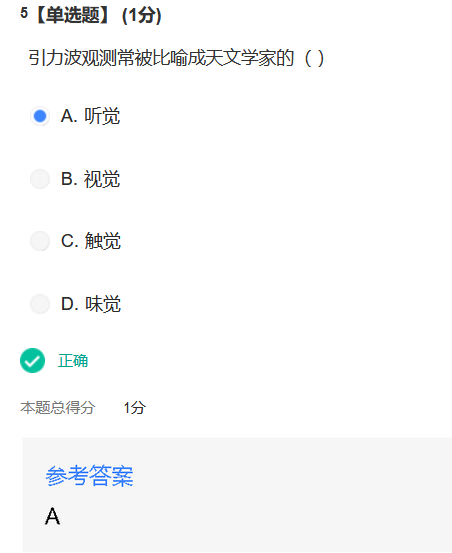 5【单选题】 (1分)
引力波观测常被比喻成天文学家的（ ）
A. 听觉
B. 视觉
C. 触觉
D. 味觉
正确
本题总得分 1分
参考答案
A